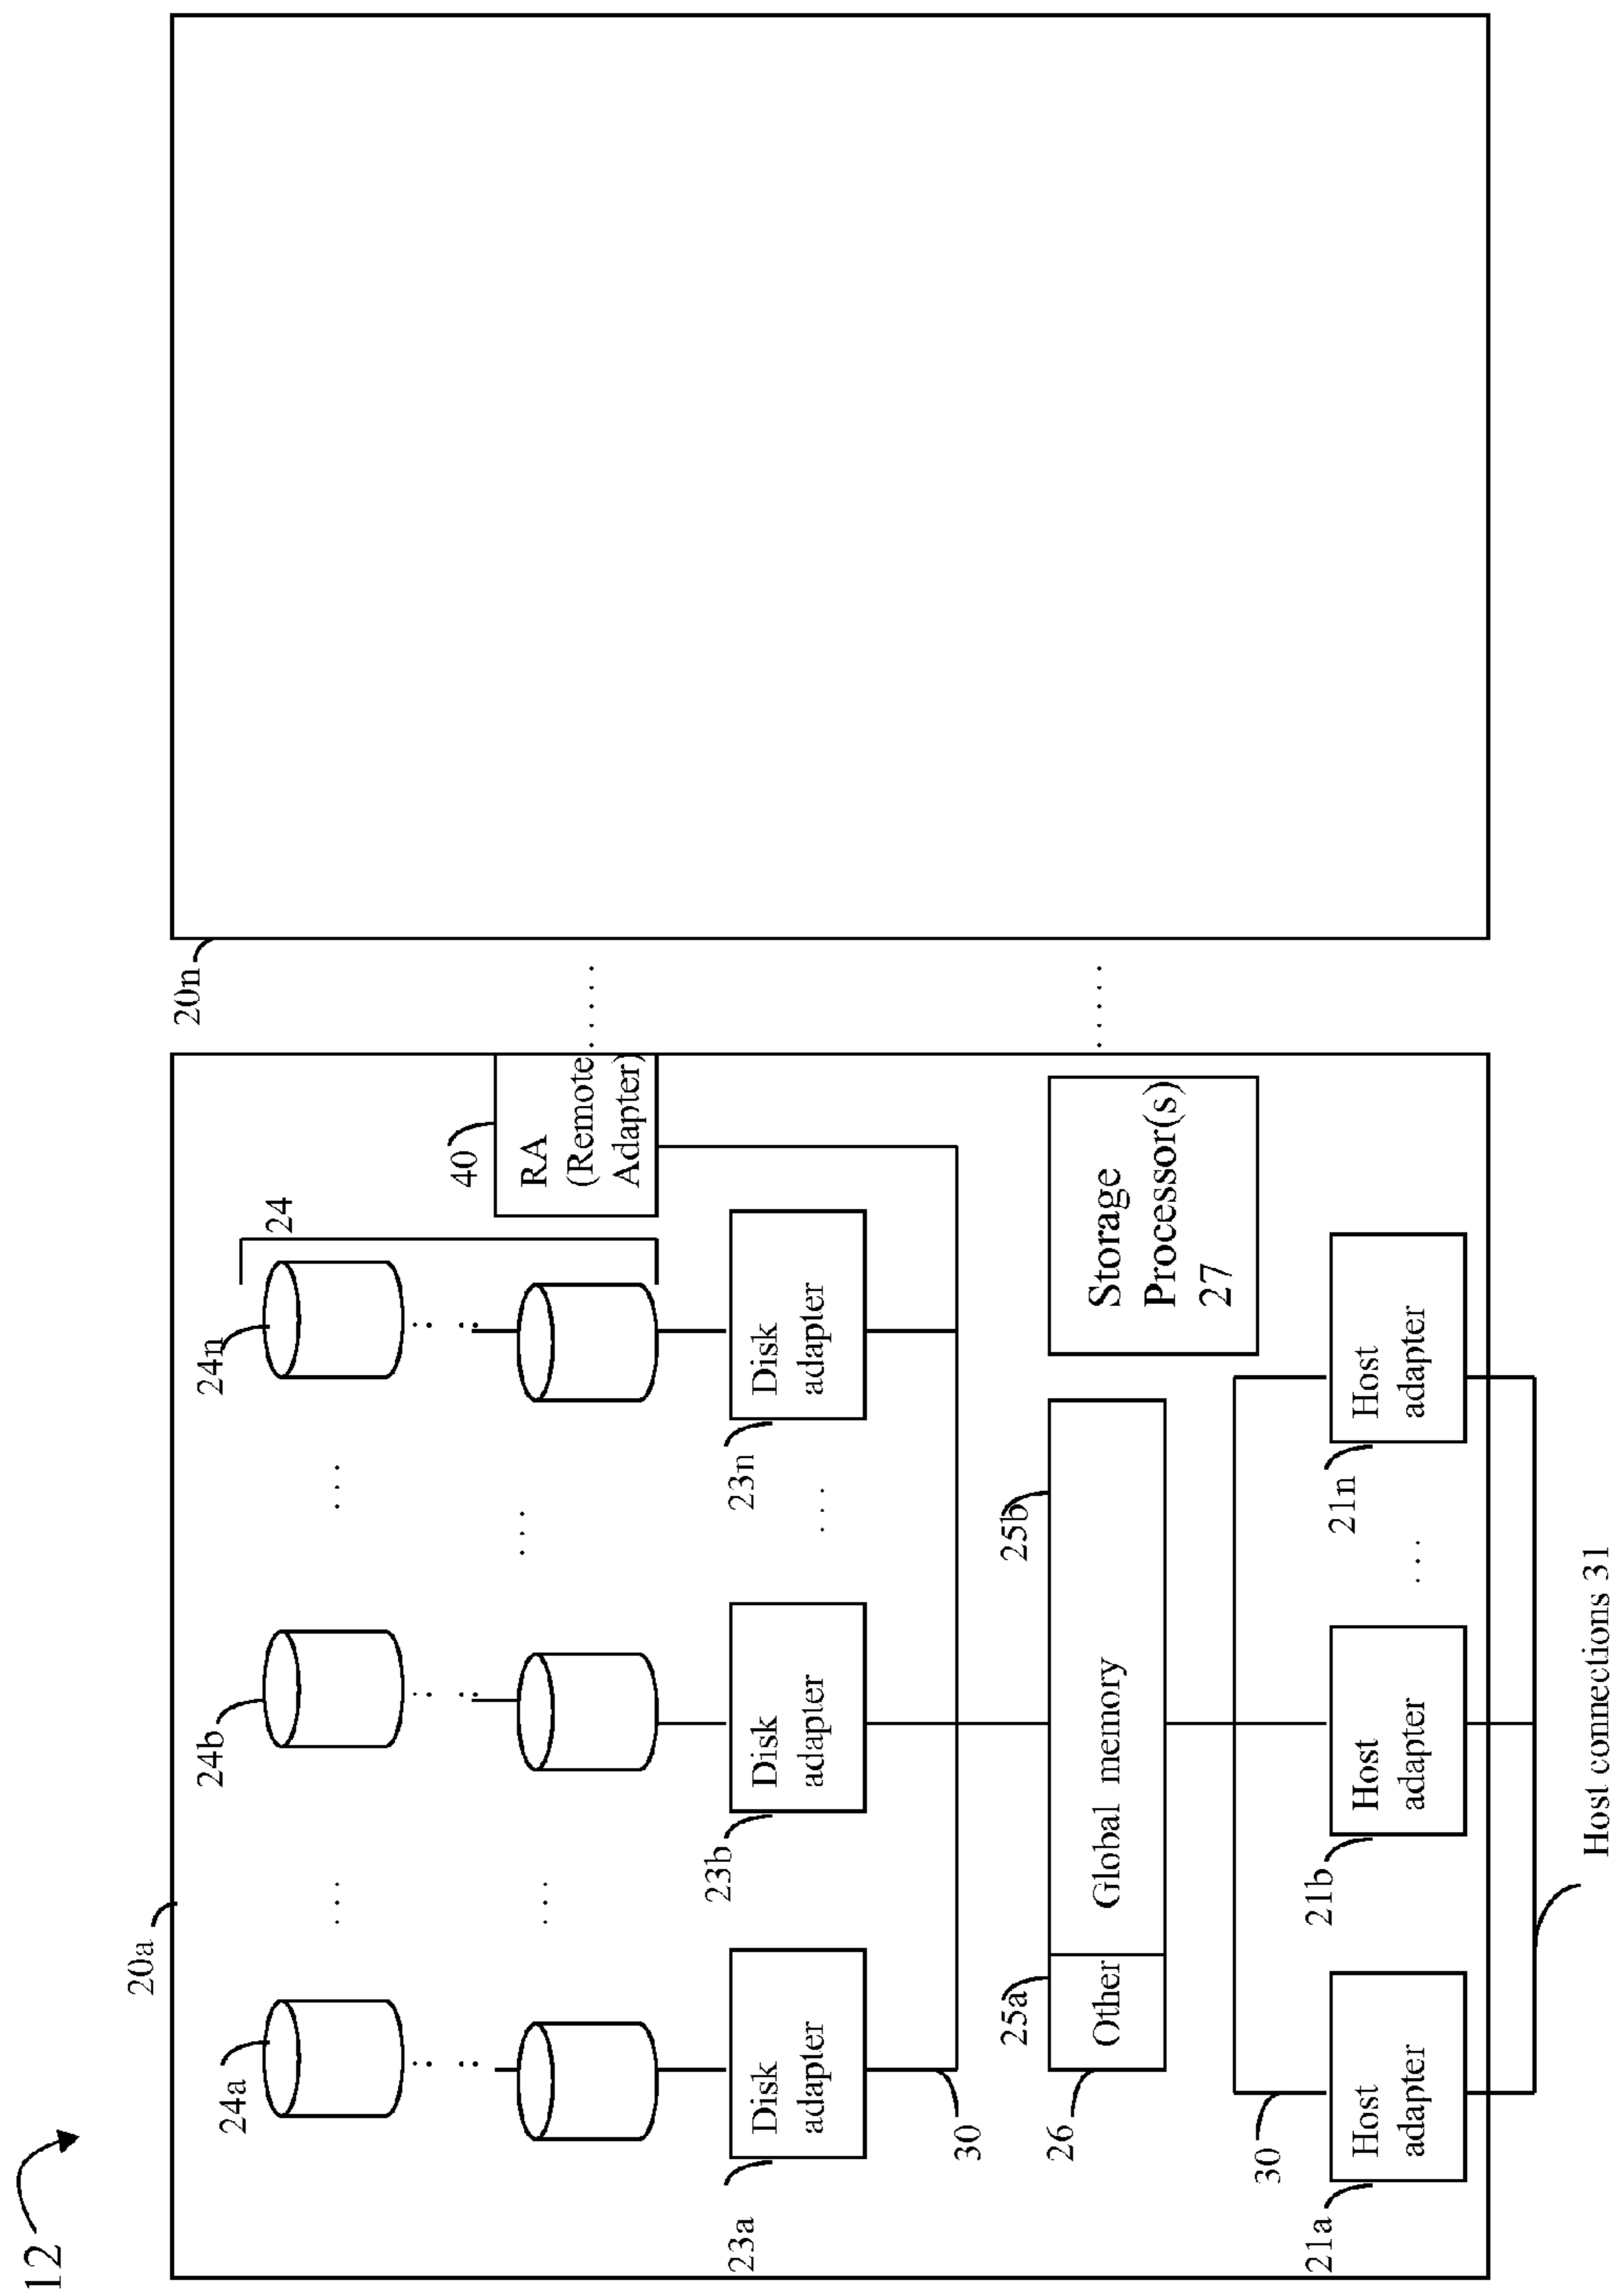 12
20a
20n
24a
24b
24n
24
40
RA
(Remote
Adapter)
23a
Disk
adapter
23b
Disk
adapter
23n
Disk
adapter
30
26
25a
Other
Global memory
25b
Storage
Processor(s)
27
30
21a
Host
adapter
21b
Host
adapter
21n
Host
adapter
Host connections 31